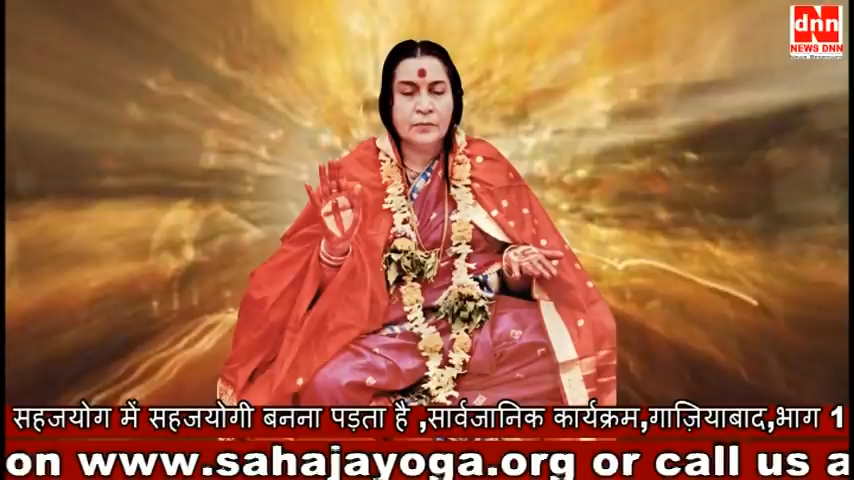 dnn
NEWS DNN
सहजयोग में सहजयोगी बनना पड़ता है ,सार्वजानिक कार्यक्रम,गाज़ियाबाद,भाग 1
on www.sahajayoga.org or call us a